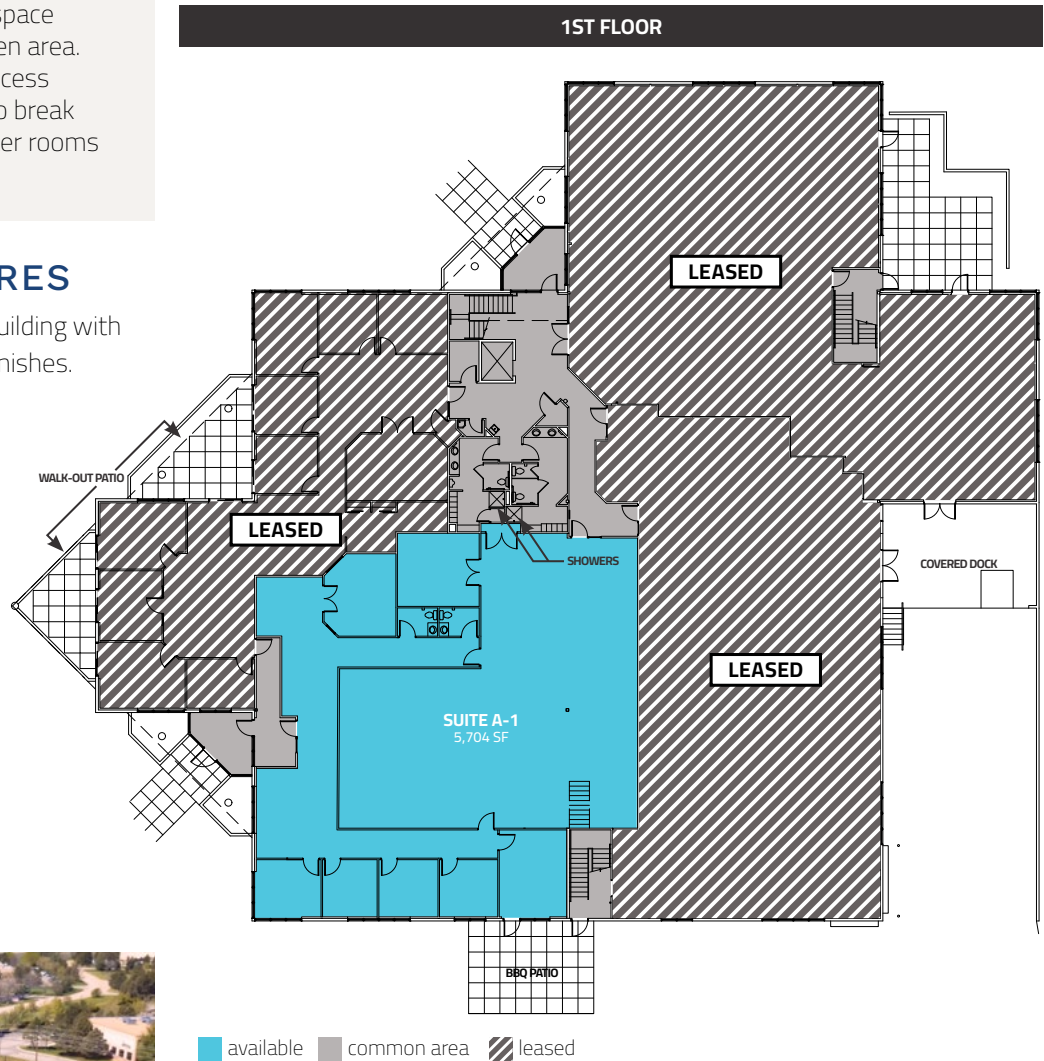 space
en area.
cess
o break
er rooms
RES
uilding with
nishes.
1ST FLOOR
LEASED
WALK-OUT PATIO
LEASED
SHOWERS
COVERED DOCK
LEASED
SUITE A-1
5,704 SF
BBQ PATIO
available
common area
leased